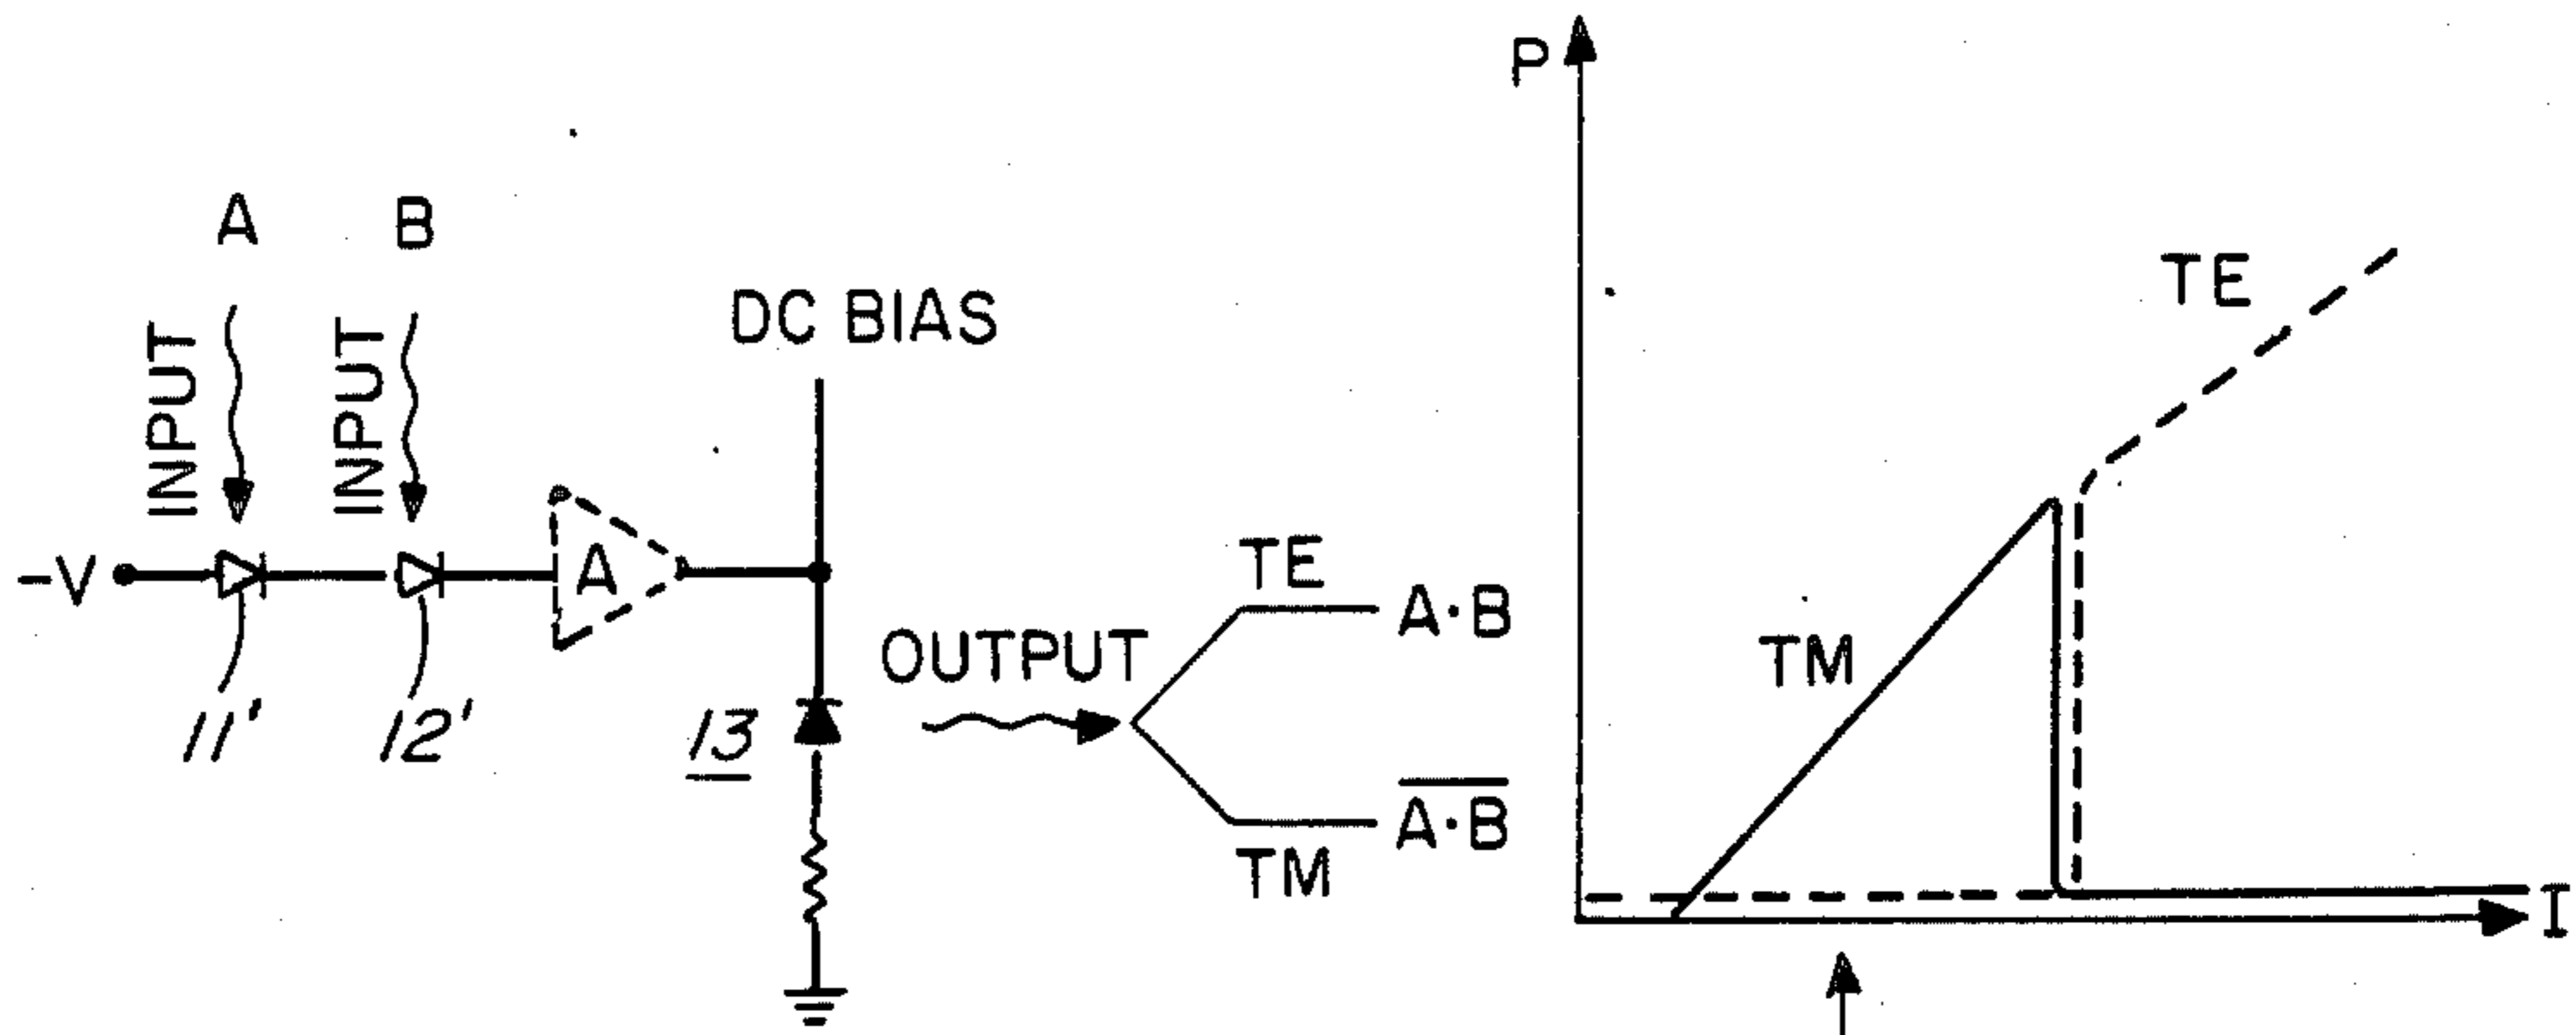 A
B
INPUT
INPUT
-V
11'
12'
A
DC BIAS
13
OUTPUT
TE
A·B
TM
A·B
P
TM
TE
I